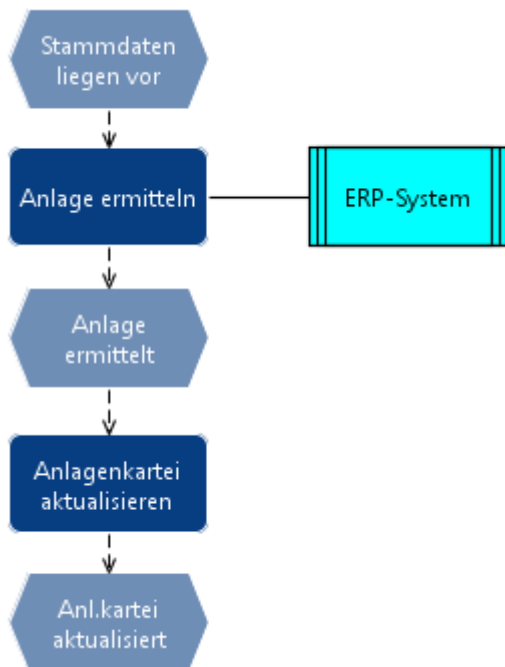 Stammdaten
liegen vor
Anlage ermitteln
ERP-System
Anlage
ermittelt
Anlagenkartei
aktualisieren
Anl.kartei
aktualisiert